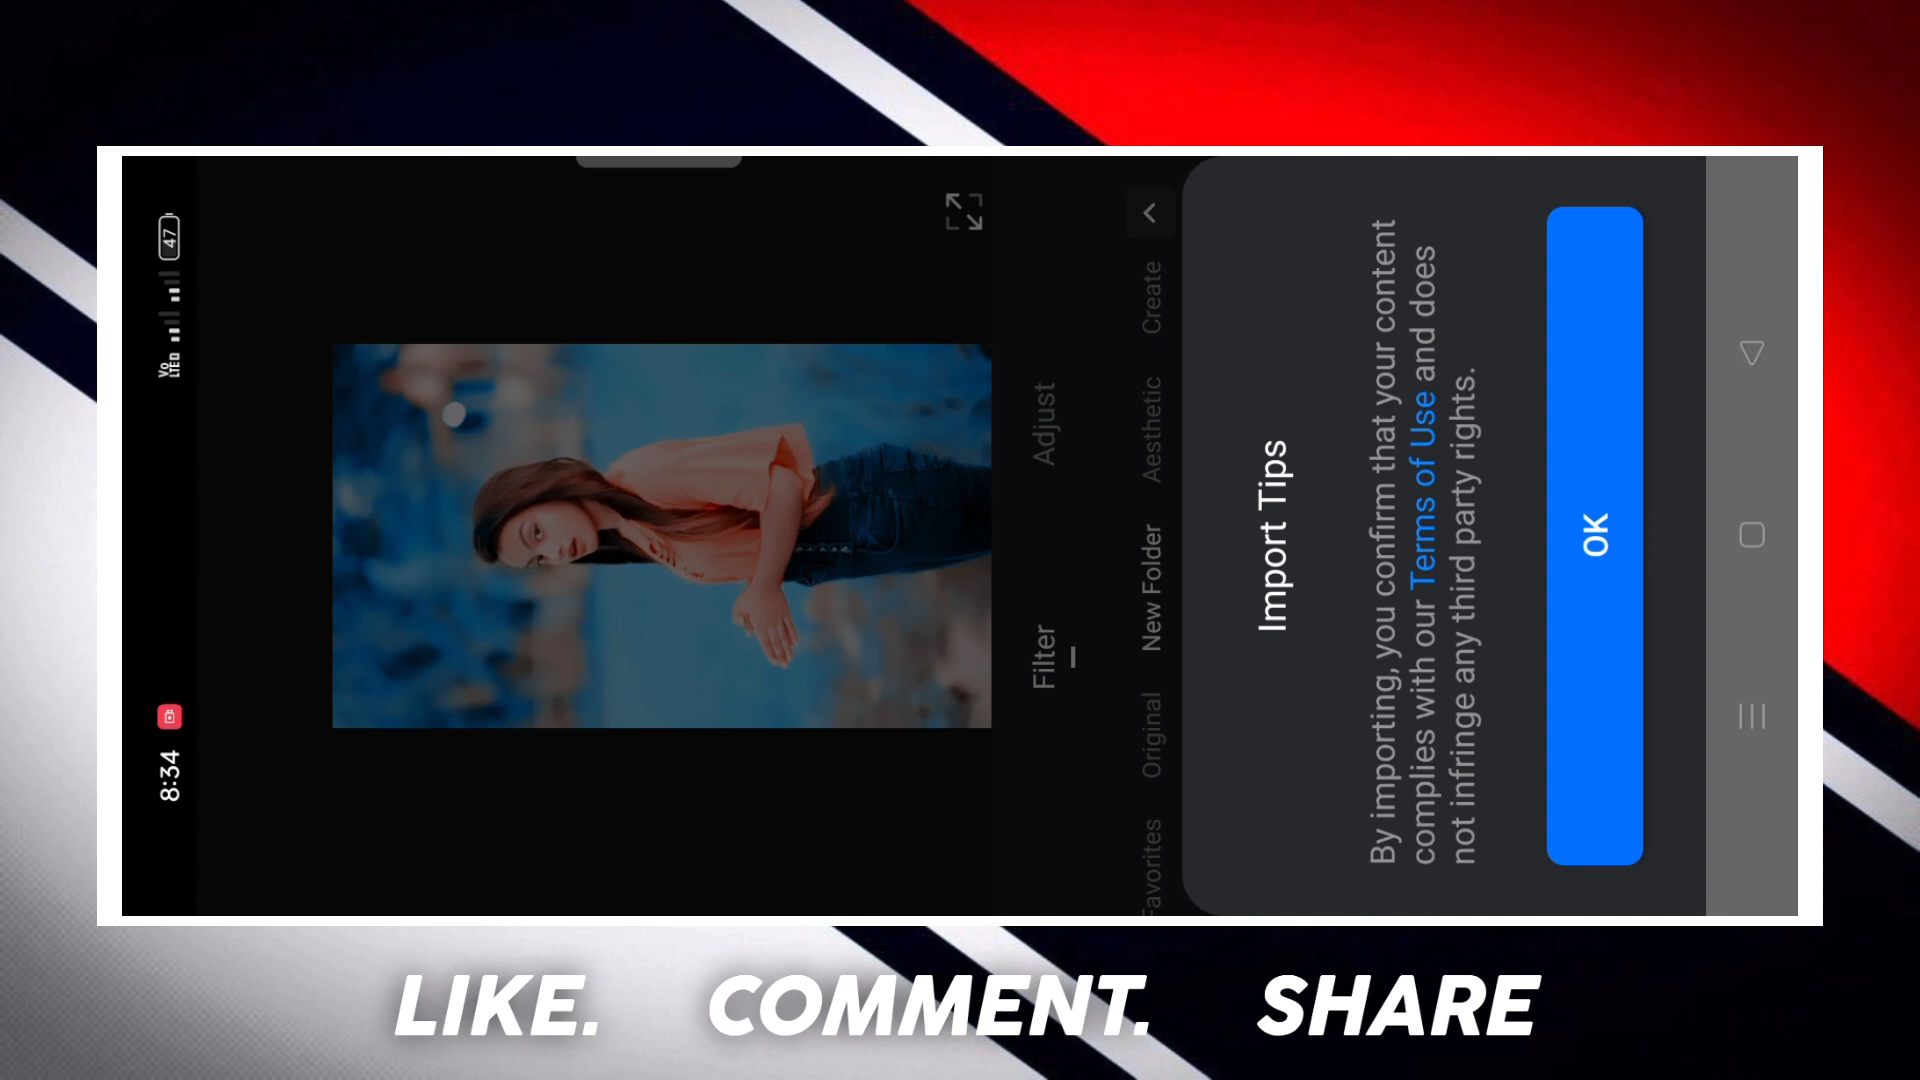 8:34
VO
LTED
47
Filter
Adjust
Favorites
Original
New Folder
Aesthetic
Create
Import Tips
By importing, you confirm that your content
complies with our Terms of Use and does
not infringe any third party rights.
OK
LIKE. COMMENT. SHARE